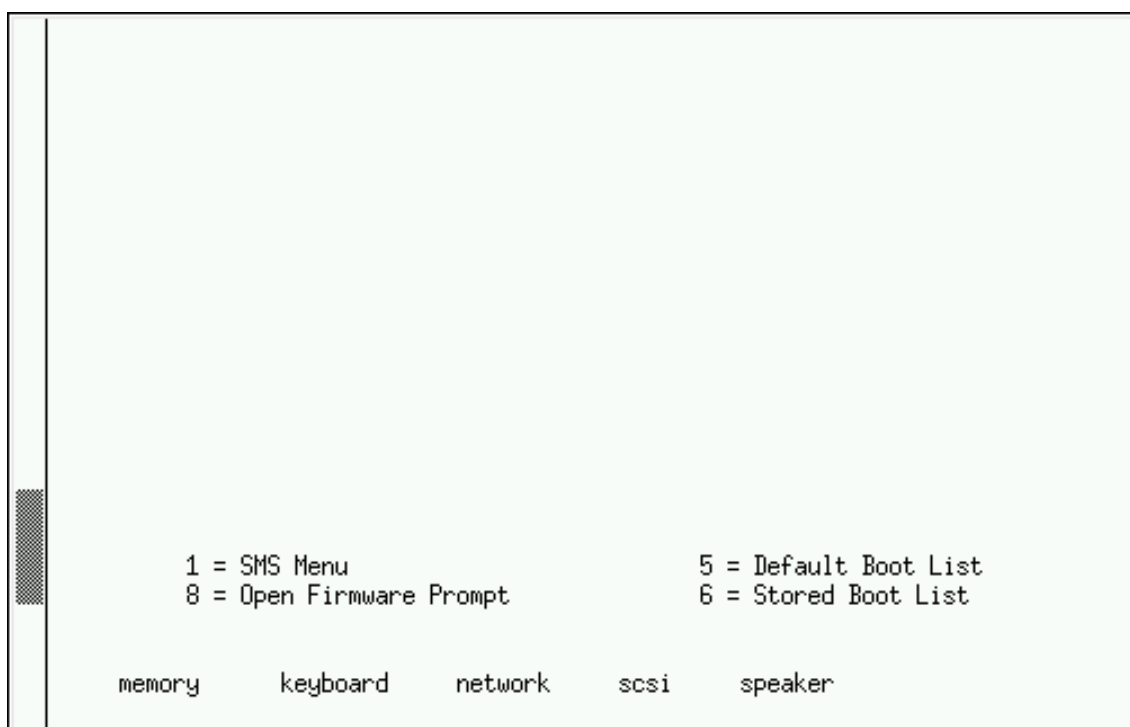 1 = SMS Menu 5 = Default Boot List
8 = Open Firmware Prompt 6 = Stored Boot List
memory keyboard network scsi speaker